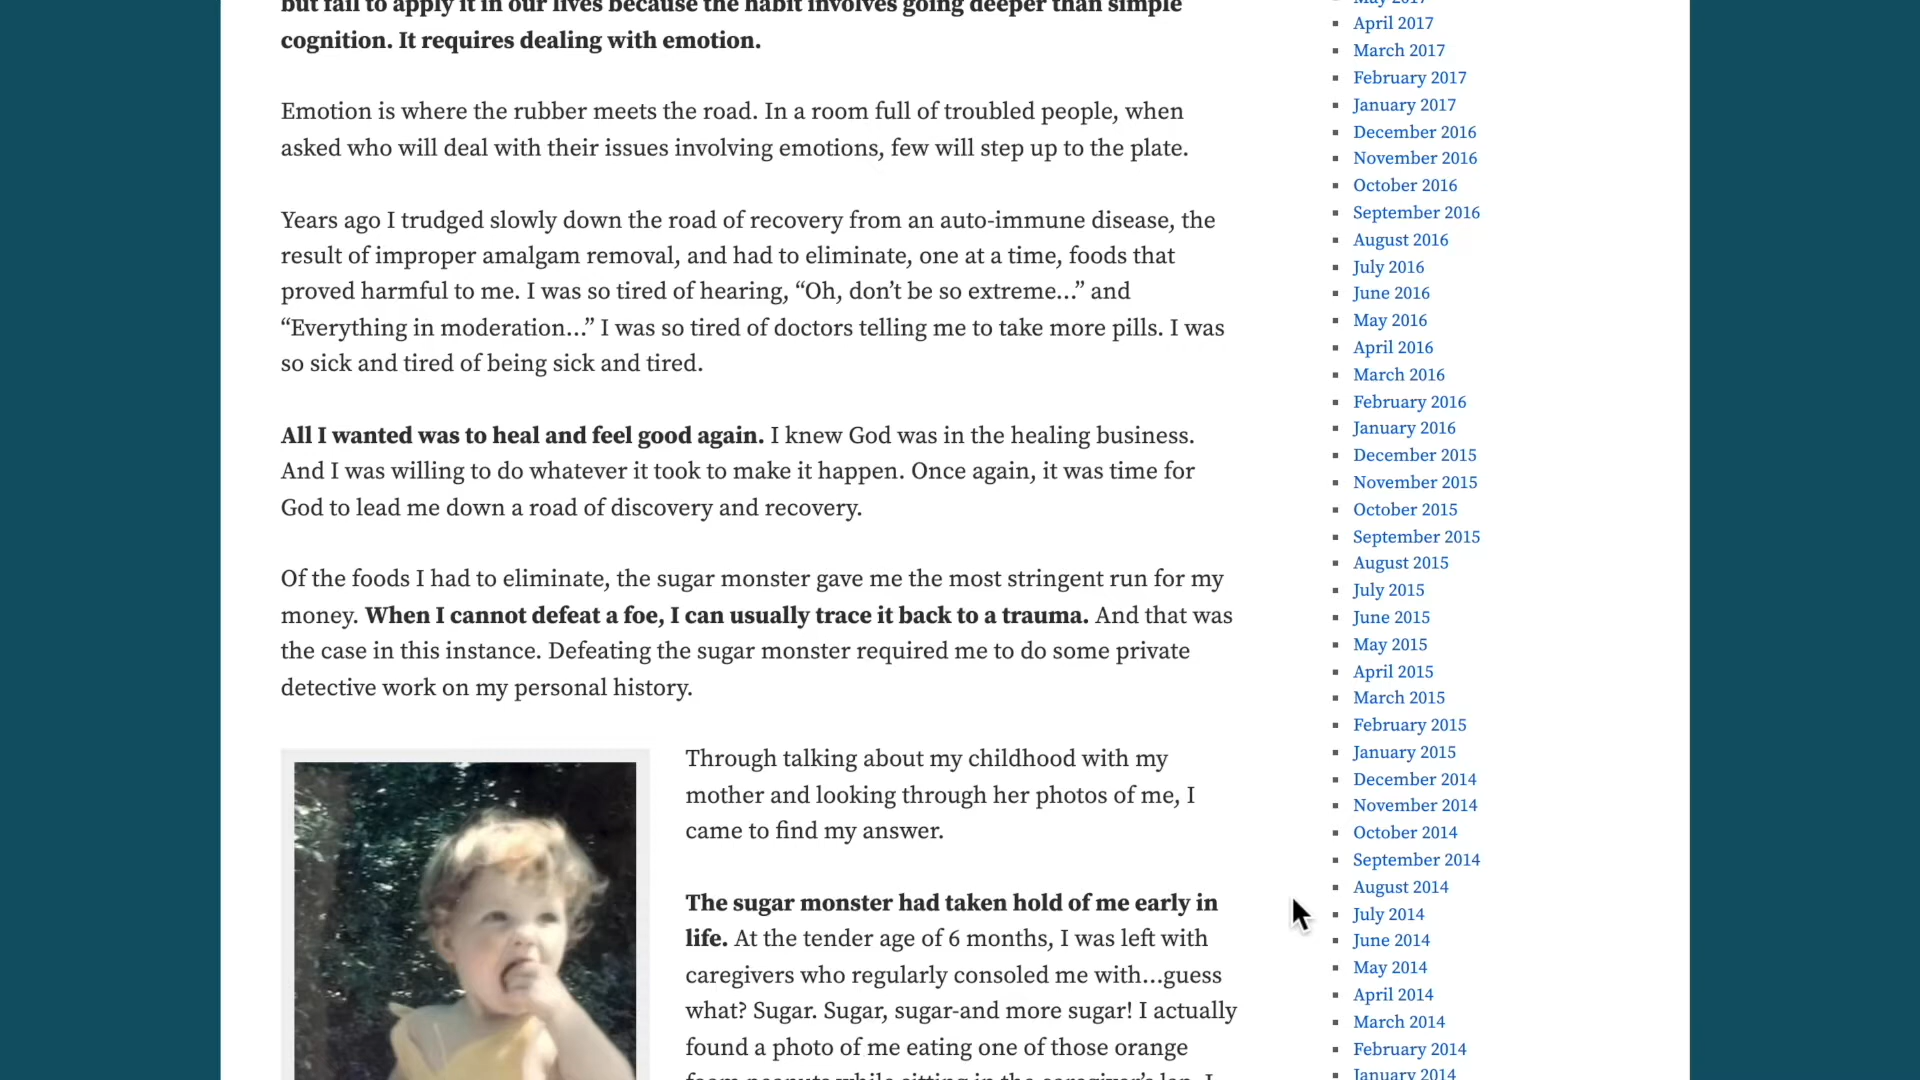 but fail to apply it in our lives because the habit involves going deeper than simple
cognition. It requires dealing with emotion.
Emotion is where the rubber meets the road. In a room full of troubled people, when
asked who will deal with their issues involving emotions, few will step up to the plate.
Years ago I trudged slowly down the road of recovery from an auto-immune disease, the
result of improper amalgam removal, and had to eliminate, one at a time, foods that
proved harmful to me. I was so tired of hearing, “Oh, don’t be so extreme…” and
“Everything in moderation…” I was so tired of doctors telling me to take more pills. I was
so sick and tired of being sick and tired.
All I wanted was to heal and feel good again. I knew God was in the healing business.
And I was willing to do whatever it took to make it happen. Once again, it was time for
God to lead me down a road of discovery and recovery.
Of the foods I had to eliminate, the sugar monster gave me the most stringent run for my
money. When I cannot defeat a foe, I can usually trace it back to a trauma. And that was
the case in this instance. Defeating the sugar monster required me to do some private
detective work on my personal history.
Through talking about my childhood with my
mother and looking through her photos of me, I
came to find my answer.
The sugar monster had taken hold of me early in
life. At the tender age of 6 months, I was left with
caregivers who regularly consoled me with…guess
what? Sugar. Sugar, sugar-and more sugar! I actually
found a photo of me eating one of those orange
foam peanuts while sitting in the caregiver’s lap. I
May 2017
April 2017
March 2017
February 2017
January 2017
December 2016
November 2016
October 2016
September 2016
August 2016
July 2016
June 2016
May 2016
April 2016
March 2016
February 2016
January 2016
December 2015
November 2015
October 2015
September 2015
August 2015
July 2015
June 2015
May 2015
April 2015
March 2015
February 2015
January 2015
December 2014
November 2014
October 2014
September 2014
August 2014
July 2014
June 2014
May 2014
April 2014
March 2014
February 2014
January 2014